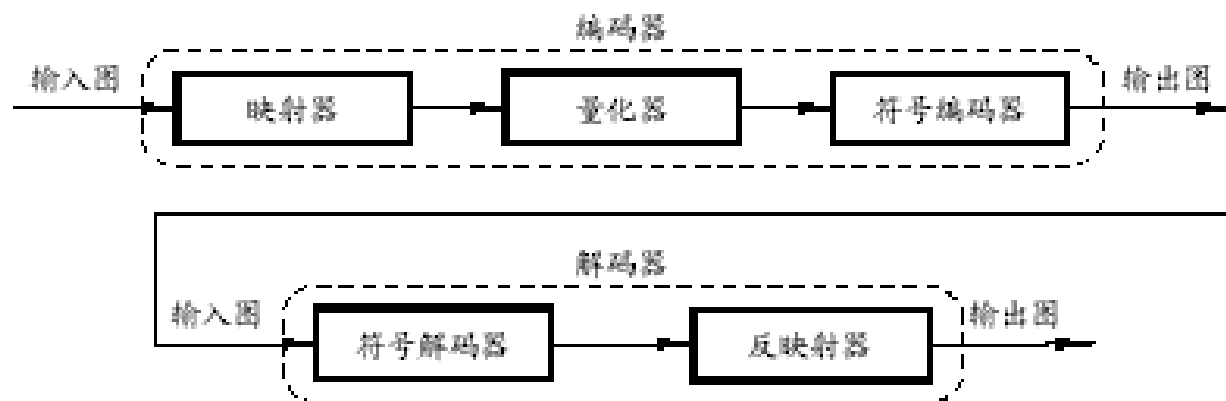 编码器
输入图
映射器
量化器
符号编码器
输出图
解码器
输入图
符号解码器
反映射器
输出图